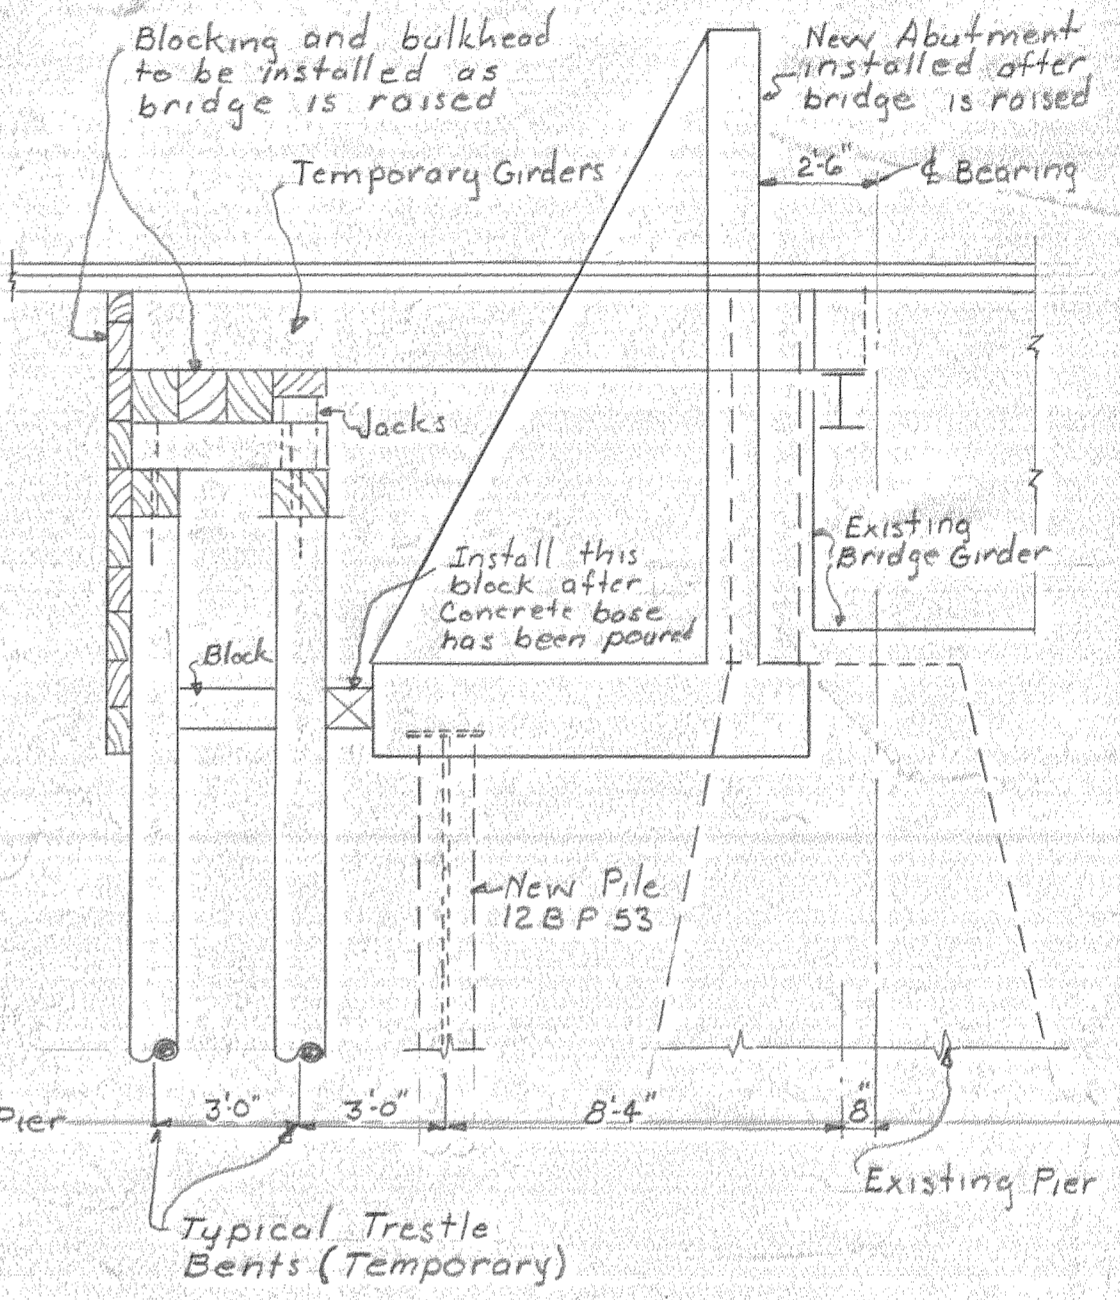 Blocking and bulkhead
to be installed as
bridge is raised
New Abutment
installed after
bridge is raised
2'-6"
℄ Bearing
Temporary Girders
Jacks
Existing
Bridge Girder
Install this
block after
Concrete base
has been poured
Block
New Pile
12 B P 53
Pier
3'0"
3'-0"
8'-4"
8"
Existing Pier
Typical Trestle
Bents (Temporary)